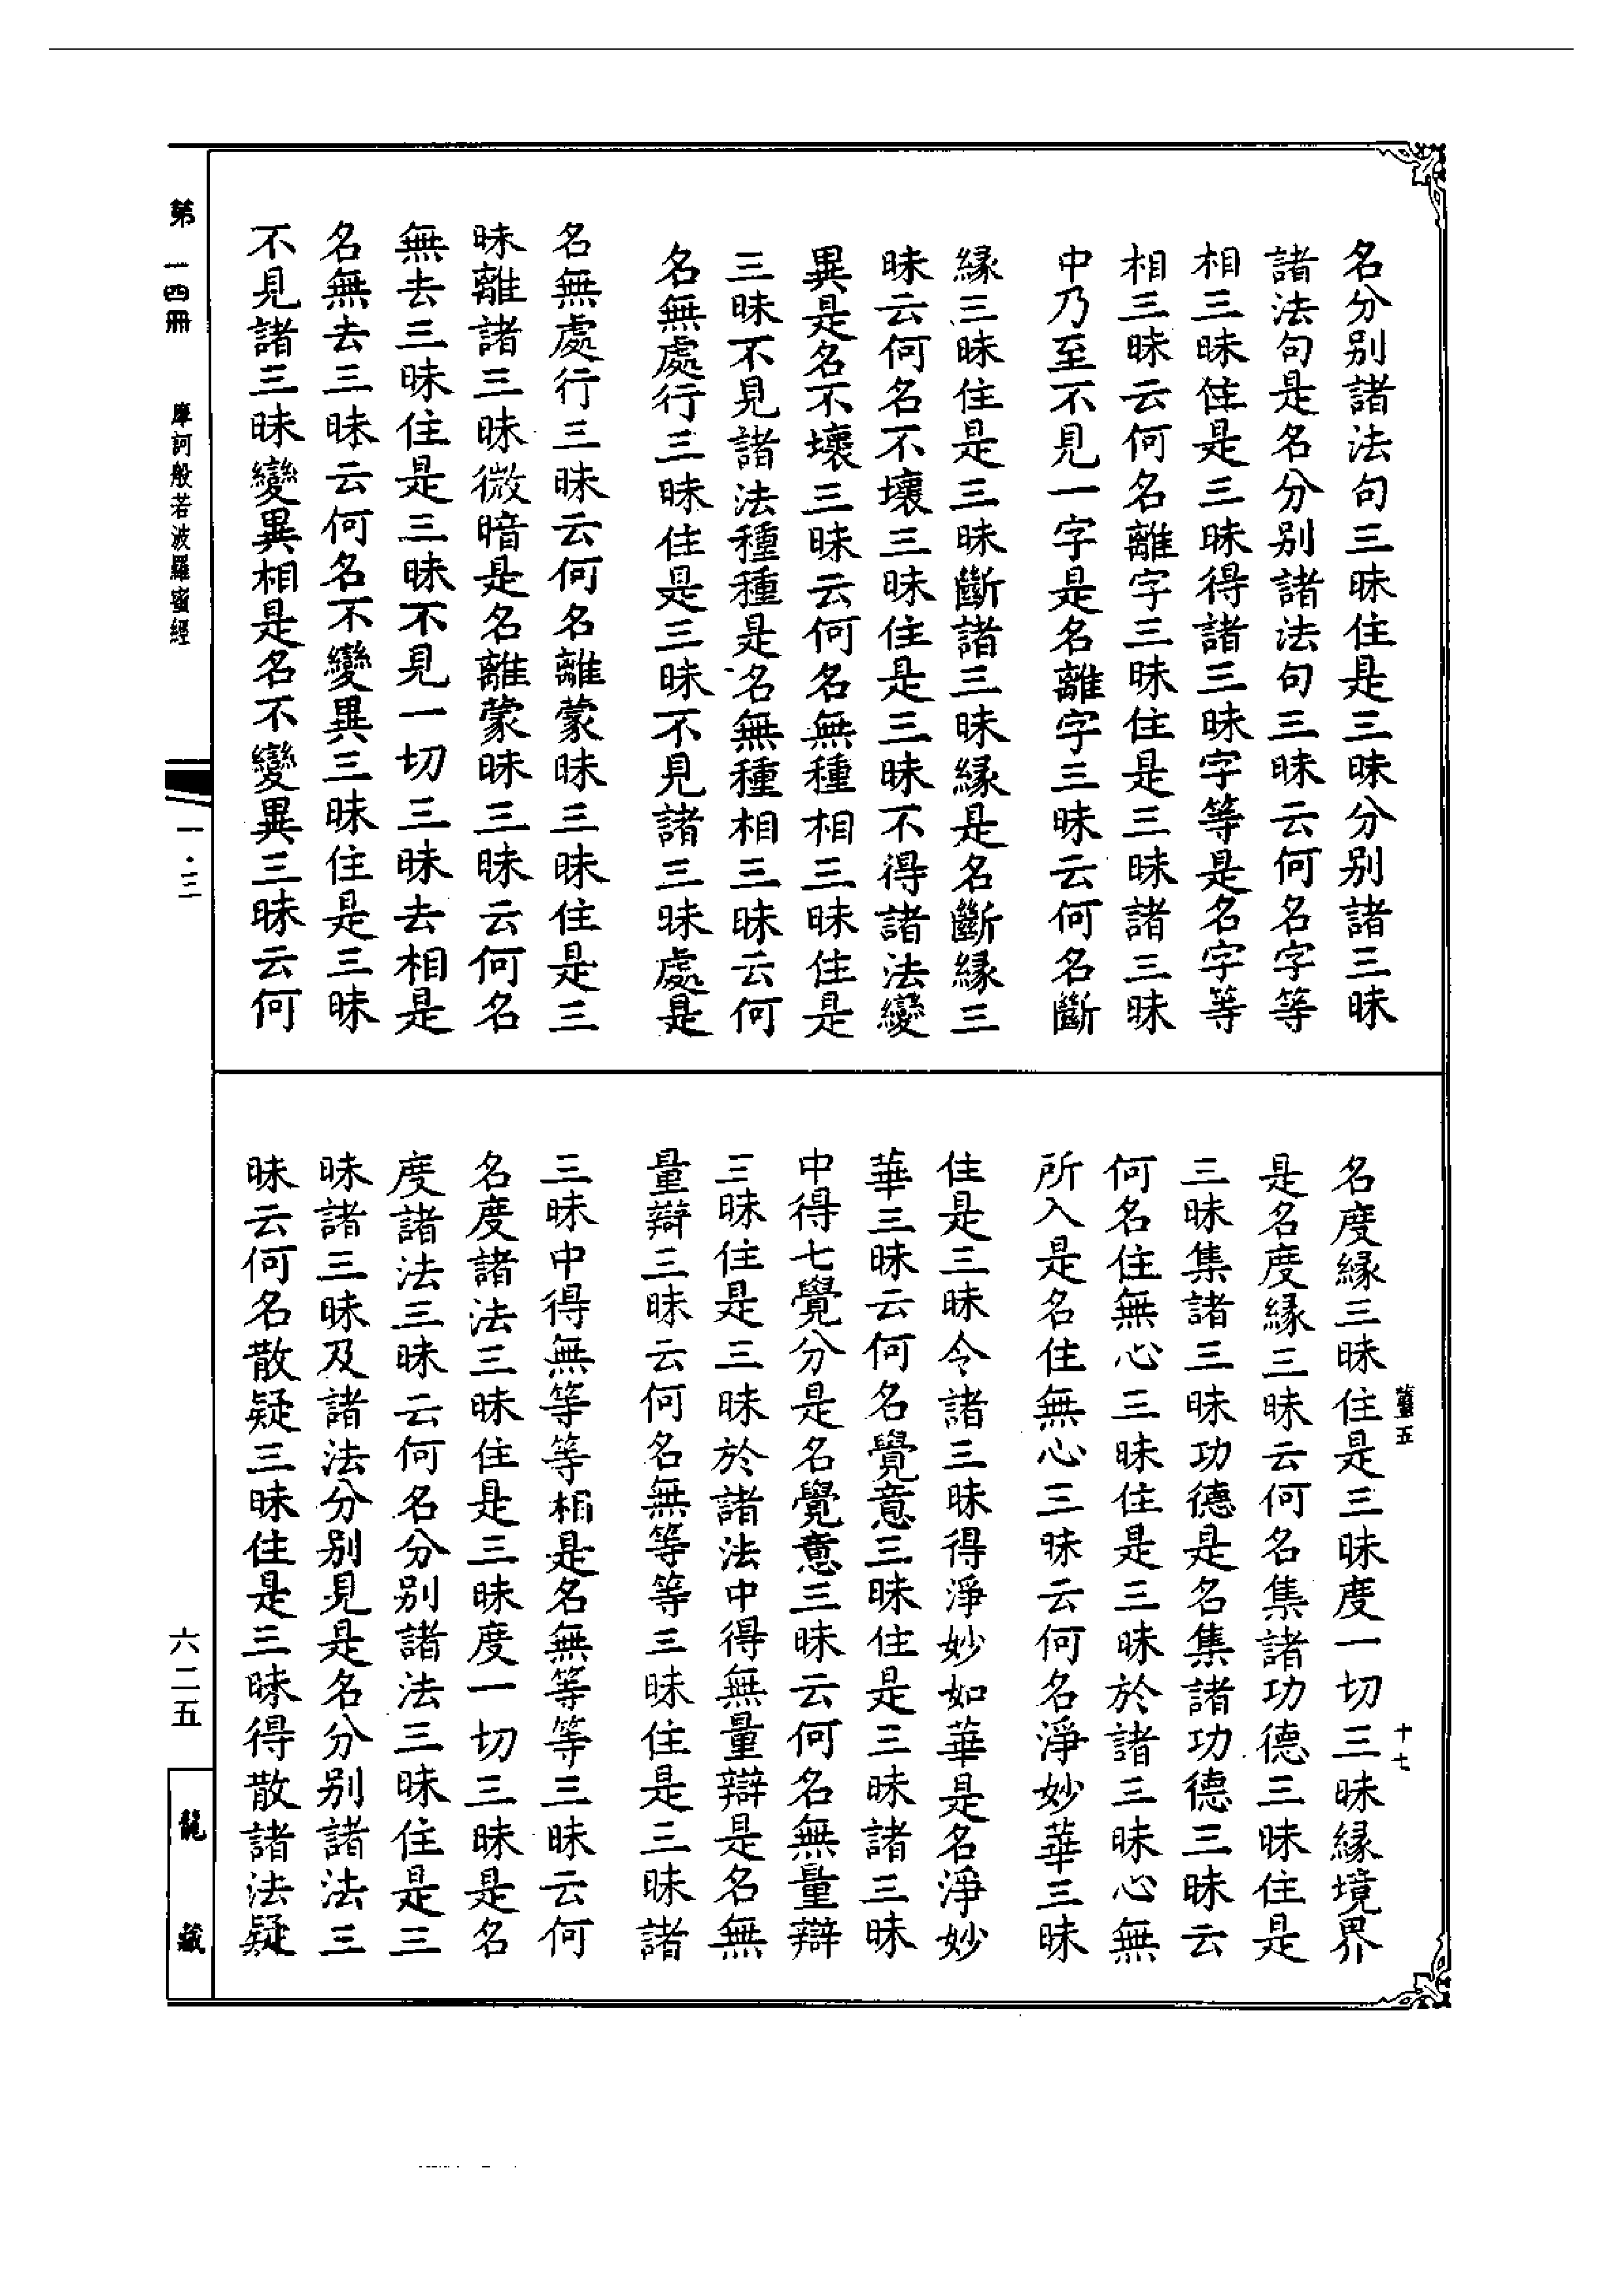 名分别諸法句三昧住是三昧分别諸三昧
諸法句是名分别諸法句三昧云何名字等
相三昧住是三昧得諸三昧字等是名字等
相三昧云何名離字三昧住是三昧諸三昧
中乃至不見一字是名離字三昧云何名斷
緣三昧住是三昧斷諸三昧緣是名斷緣三
昧云何名不壞三昧住是三昧不得諸法變
異是名不壞三昧云何名無種相三昧住是
三昧不見諸法種種是名無種相三昧云何
名無處行三昧住是三昧不見諸三昧處是
名無處行三昧云何名離蒙昧三昧住是三
昧離諸三昧微暗是名離蒙昧三昧云何名
無去三昧住是三昧不見一切三昧去相是
名無去三昧云何名不變異三昧住是三昧
不見諸三昧變異相是名不變異三昧云何
名度緣三昧住是三昧度一切三昧緣境界
是名度緣三昧云何名集諸功德三昧住是
三昧集諸三昧功德是名集諸功德三昧云
何名住無心三昧住是三昧於諸三昧心無
所入是名住無心三昧云何名淨妙華三昧
住是三昧令諸三昧得淨妙如華是名淨妙
華三昧云何名覺意三昧住是三昧諸三昧
中得七覺分是名覺意三昧云何名無量辯
三昧住是三昧於諸法中得無量辯是名無
量辯三昧云何名無等等三昧住是三昧諸
三昧中得無等等相是名無等等三昧云何
名度諸法三昧住是三昧度一切三昧是名
度諸法三昧云何名分别諸法三昧住是三
昧諸三昧及諸法分别見是名分别諸法三
昧云何名散疑三昧住是三昧得散諸法疑
五
十七
第一四冊
摩訶般若波羅蜜經
一·三
六二五
龍藏